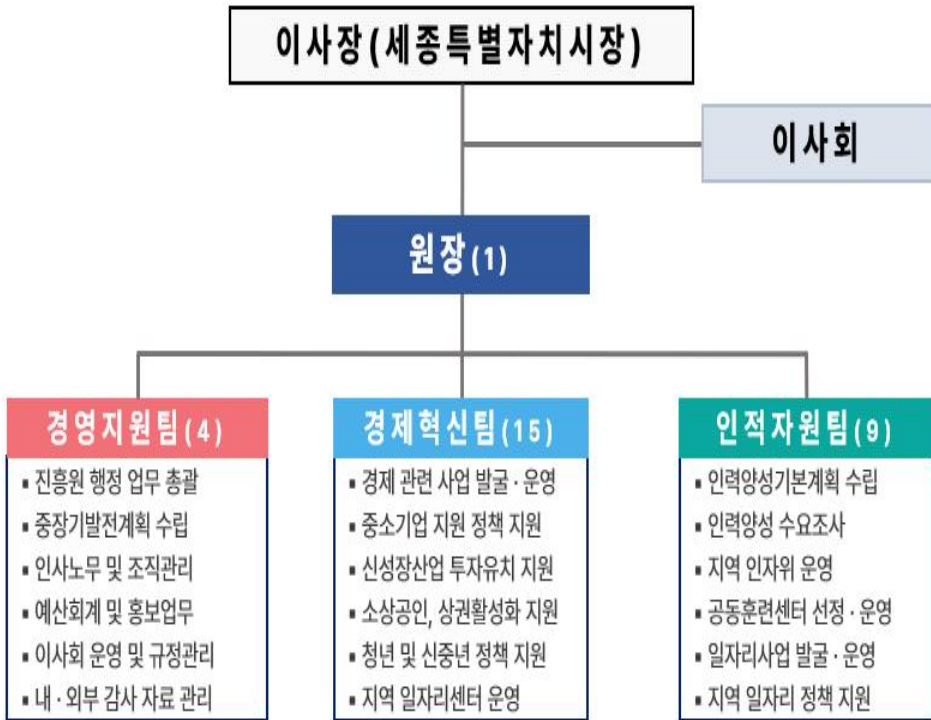 이사장(세종특별자치시장)
이사회
원장(1)
경영지원팀(4)
▪ 진흥원 행정 업무 총괄
▪ 중장기발전계획 수립
▪ 인사노무 및 조직관리
▪ 예산회계 및 홍보업무
▪ 이사회 운영 및 규정관리
▪ 내·외부 감사 자료 관리
경제혁신팀(15)
▪ 경제 관련 사업 발굴·운영
▪ 중소기업 지원 정책 지원
▪ 신성장산업 투자유치 지원
▪ 소상공인, 상권활성화 지원
▪ 청년 및 신중년 정책 지원
▪ 지역 일자리센터 운영
인적자원팀(9)
▪ 인력양성기본계획 수립
▪ 인력양성 수요조사
▪ 지역 인자위 운영
▪ 공동훈련센터 선정·운영
▪ 일자리사업 발굴·운영
▪ 지역 일자리 정책 지원